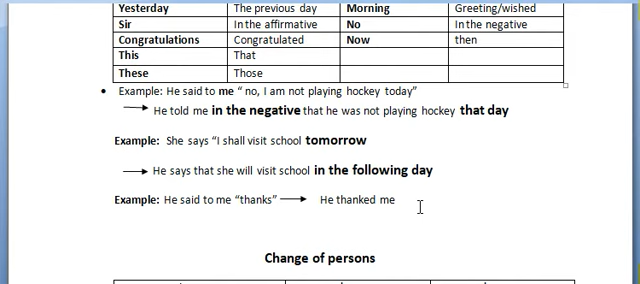 Yesterday The previous day Morning Greeting/wished
Sir In the affirmative No In the negative
Congratulations Congratulated Now then
This That
These Those
• Example: He said to me “ no, I am not playing hockey today”
→ He told me in the negative that he was not playing hockey that day
Example: She says “I shall visit school tomorrow
→ He says that she will visit school in the following day
Example: He said to me “thanks” → He thanked me
Change of persons